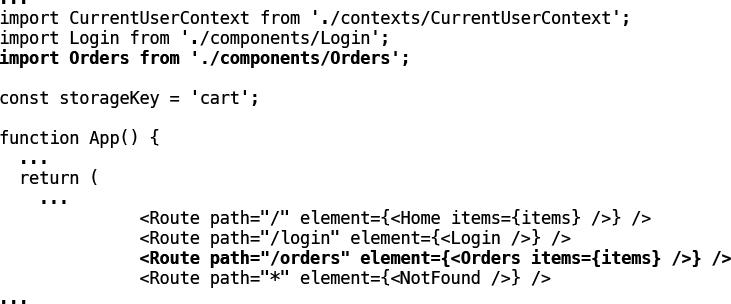 ...
import CurrentUserContext from './contexts/CurrentUserContext';
import Login from './components/Login';
import Orders from './components/Orders';
const storageKey = 'cart';
function App() {
...
return (
...
<Route path="/" element={<Home items={items} />} />
<Route path="/login" element={<Login />} />
<Route path="/orders" element={<Orders items={items} />} />
<Route path="*" element={<NotFound />} />
...